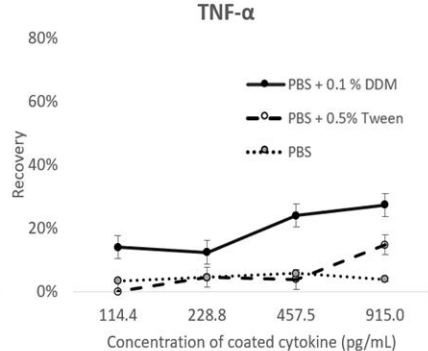 TNF-α
80%
PBS + 0.1 % DDM
60%
PBS + 0.5% Tween
PBS
Recovery
40%
20%
0%
114.4 228.8 457.5 915.0
Concentration of coated cytokine (pg/mL)